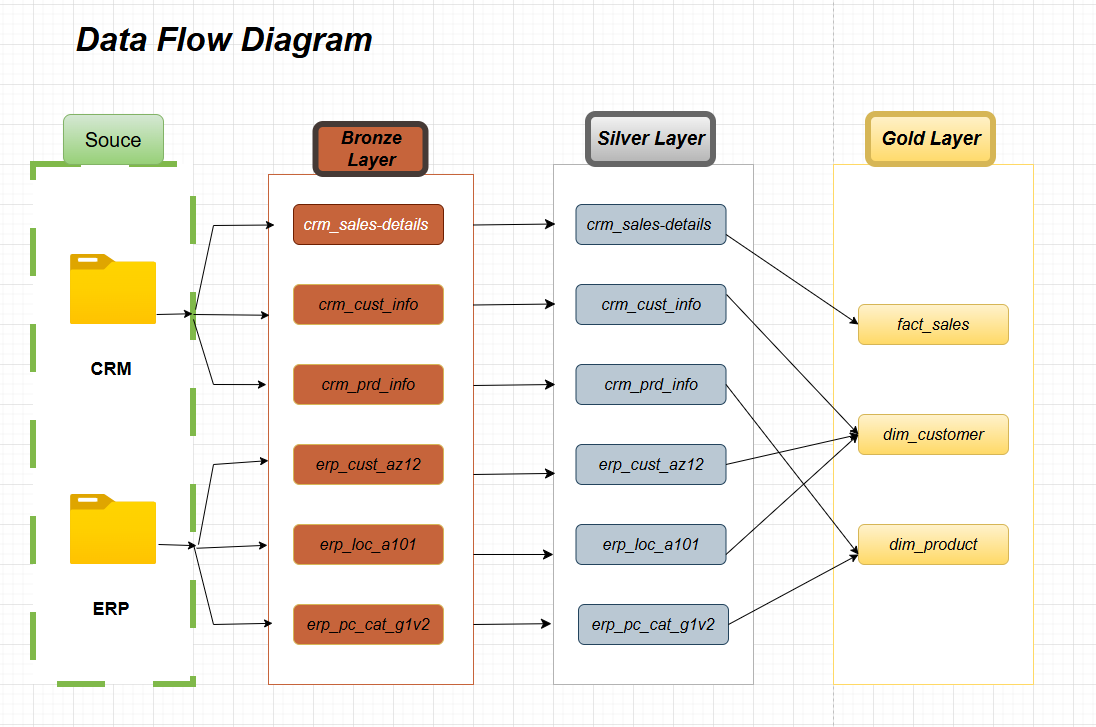 Data Flow Diagram
Souce
Bronze
Layer
Silver Layer
Gold Layer
crm_sales-details
crm_sales-details
crm_cust_info
crm_cust_info
fact_sales
CRM
crm_prd_info
crm_prd_info
dim_customer
erp_cust_az12
erp_cust_az12
erp_loc_a101
erp_loc_a101
dim_product
ERP
erp_pc_cat_g1v2
erp_pc_cat_g1v2